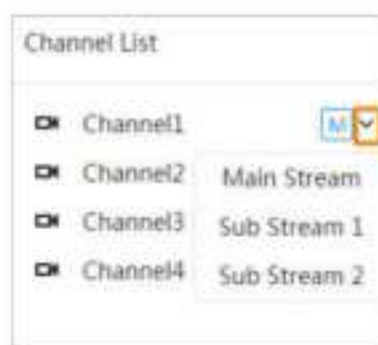 Channel List
Channel1 M
Channel2 Main Stream
Channel3 Sub Stream 1
Channel4 Sub Stream 2